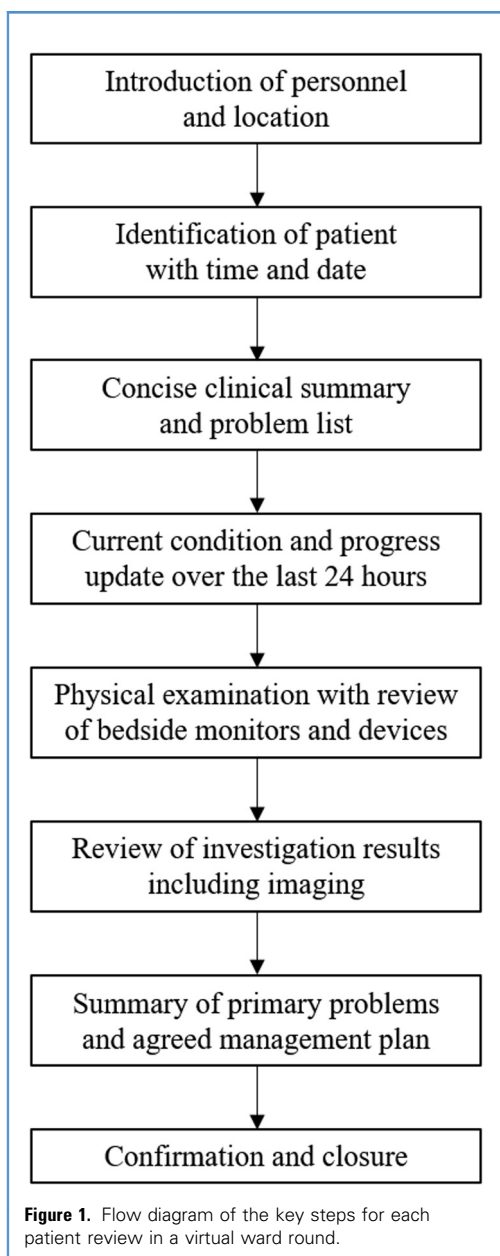 Introduction of personnel
and location
Identification of patient
with time and date
Concise clinical summary
and problem list
Current condition and progress
update over the last 24 hours
Physical examination with review
of bedside monitors and devices
Review of investigation results
including imaging
Summary of primary problems
and agreed management plan
Confirmation and closure
Figure 1. Flow diagram of the key steps for each
patient review in a virtual ward round.